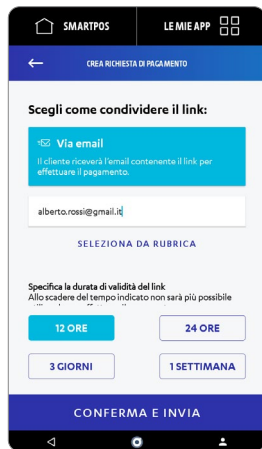 SMARTPOS LE MIE APP
CREA RICHIESTA DI PAGAMENTO
Scegli come condividere il link:
Via email
Il cliente riceverà l'email contenente il link per
effettuare il pagamento.
alberto.rossi@gmail.it
SELEZIONA DA RUBRICA
Specifica la durata di validità del link
Allo scadere del tempo indicato non sarà più possibile
12 ORE 24 ORE
3 GIORNI 1 SETTIMANA
CONFERMA E INVIA